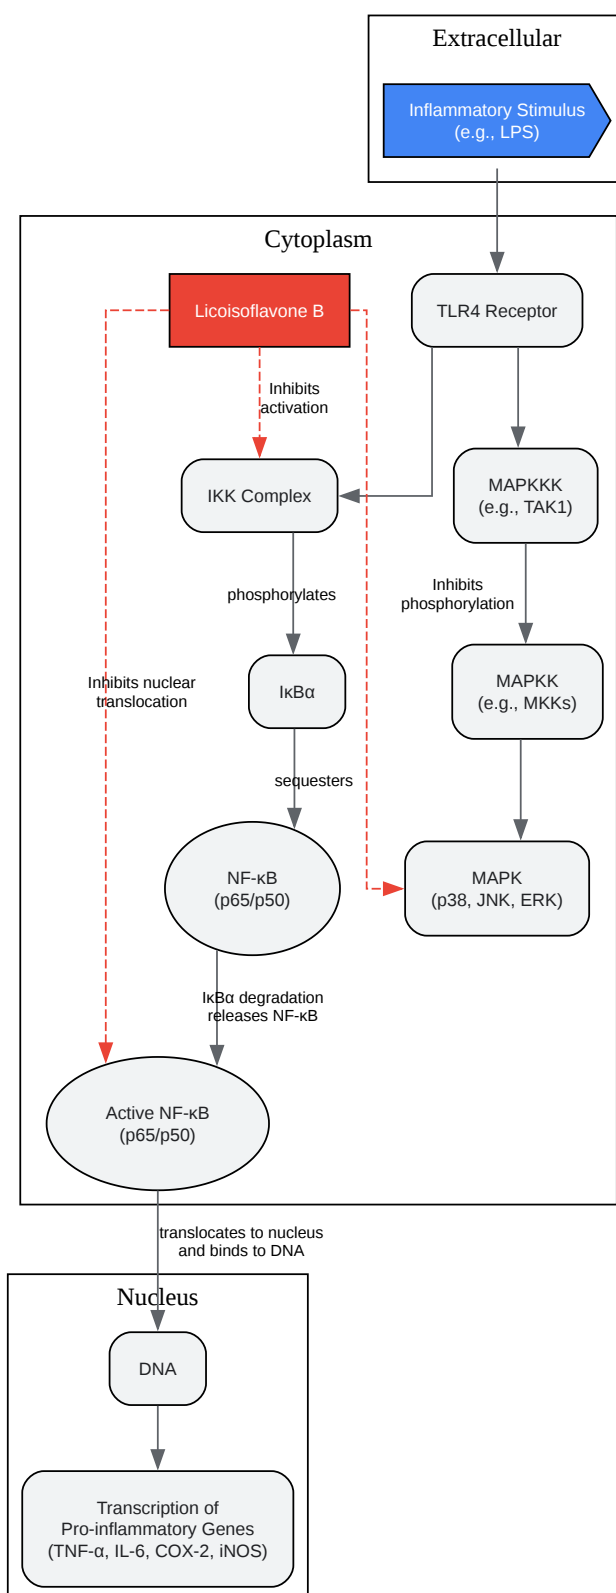 Extracellular
Inflammatory Stimulus
(e.g., LPS)
Cytoplasm
Licoisoflavone B
TLR4 Receptor
Inhibits
activation
IKK Complex
MAPKKK
(e.g., TAK1)
phosphorylates
Inhibits
phosphorylation
Inhibits nuclear
translocation
IκBα
MAPKK
(e.g., MKKs)
sequesters
NF-κB
(p65/p50)
MAPK
(p38, JNK, ERK)
IκBα degradation
releases NF-κB
Active NF-κB
(p65/p50)
translocates to nucleus
and binds to DNA
Nucleus
DNA
Transcription of
Pro-inflammatory Genes
(TNF-α, IL-6, COX-2, iNOS)